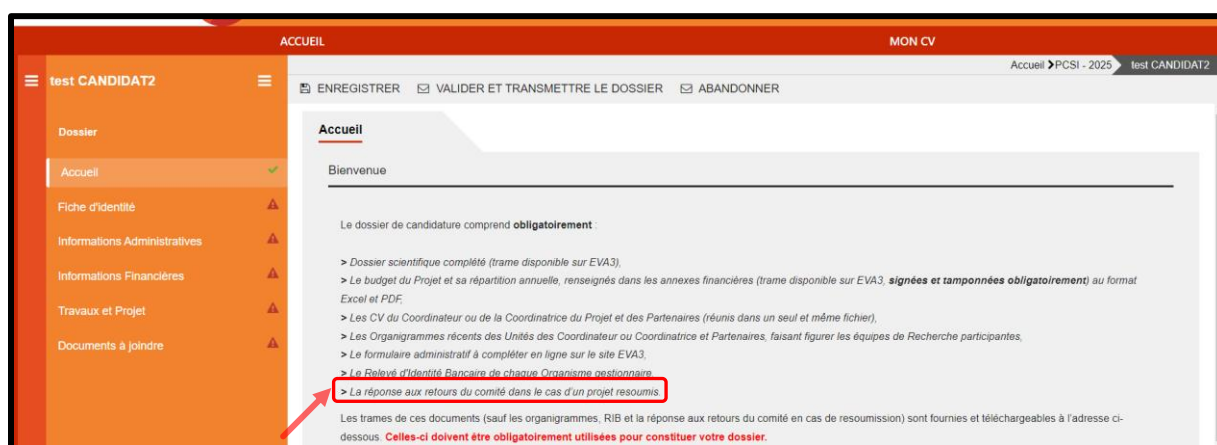 ACCUEIL
MON CV
Accueil PCSI - 2025 test CANDIDAT2
test CANDIDAT2
ENREGISTRER VALIDER ET TRANSMETTRE LE DOSSIER ABANDONNER
Dossier
Accueil
Fiche d'identité
Informations Administratives
Informations Financières
Travaux et Projet
Documents à joindre
Accueil
Bienvenue
Le dossier de candidature comprend obligatoirement :
> Dossier scientifique complété (trame disponible sur EVA3),
> Le budget du Projet et sa répartition annuelle, renseignés dans les annexes financières (trame disponible sur EVA3, signées et tamponnées obligatoirement) au format
Excel et PDF,
> Les CV du Coordinateur ou de la Coordinatrice du Projet et des Partenaires (réunis dans un seul et même fichier),
> Les Organigrammes récents des Unités des Coordinateur ou Coordinatrice et Partenaires, faisant figurer les équipes de Recherche participantes,
> Le formulaire administratif à compléter en ligne sur le site EVA3,
> Le Relevé d'Identité Bancaire de chaque Organisme gestionnaire,
> La réponse aux retours du comité dans le cas d'un projet resoumis.
Les trames de ces documents (sauf les organigrammes, RIB et la réponse aux retours du comité en cas de resoumission) sont fournies et téléchargeables à l'adresse ci-
dessous. Celles-ci doivent être obligatoirement utilisées pour constituer votre dossier.